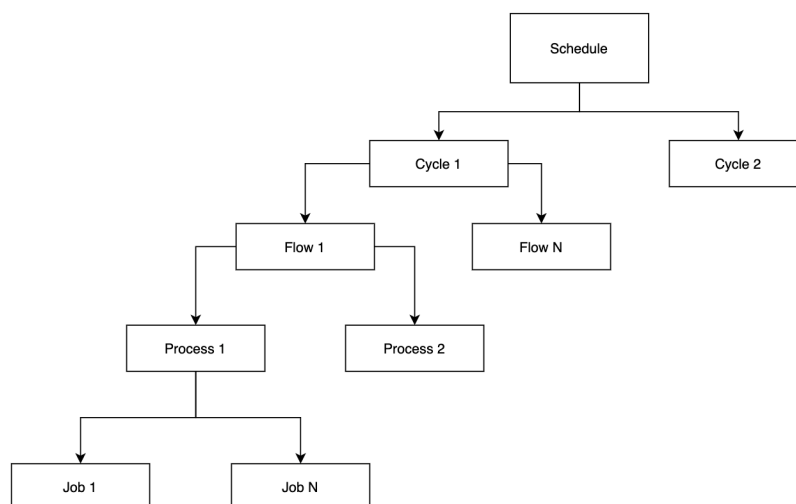 Schedule
Cycle 1
Cycle 2
Flow 1
Flow N
Process 1
Process 2
Job 1
Job N